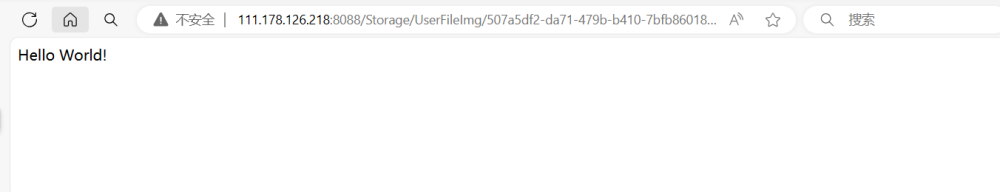 不安全 | 111.178.126.218:8088/Storage/UserFileImg/507a5df2-da71-479b-b410-7bfb86018... A 搜索
Hello World!